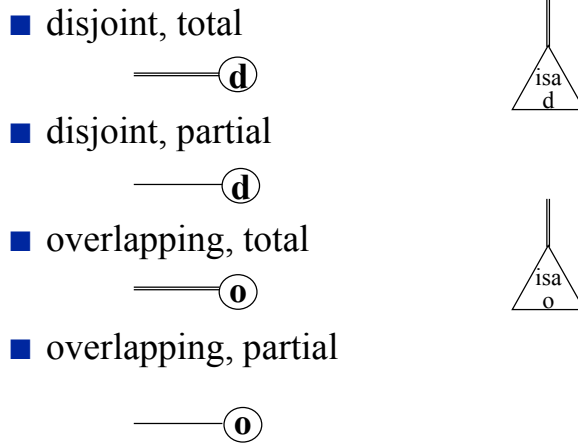 disjoint, total
d
isa
d
disjoint, partial
d
overlapping, total
o
isa
o
overlapping, partial
o